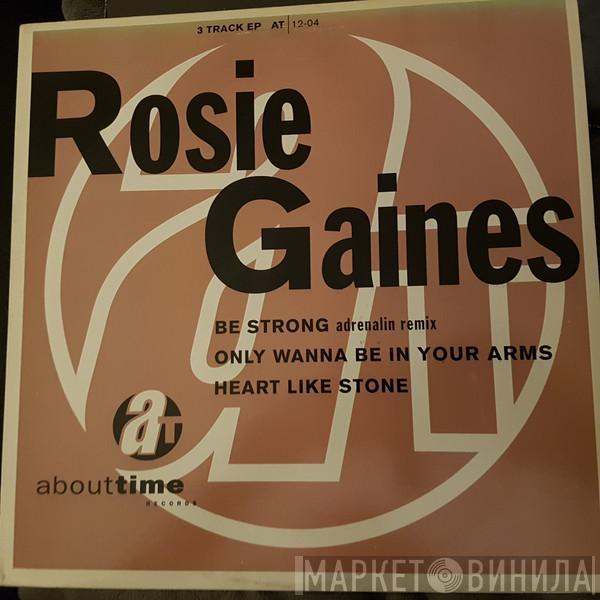 3 TRACK EP AT 12-04
Rosie
Gaines
BE STRONG adrenalin remix
ONLY WANNA BE IN YOUR ARMS
HEART LIKE STONE
aT
abouttime
RECORDS
МАРКЕТ ВИНИЛА